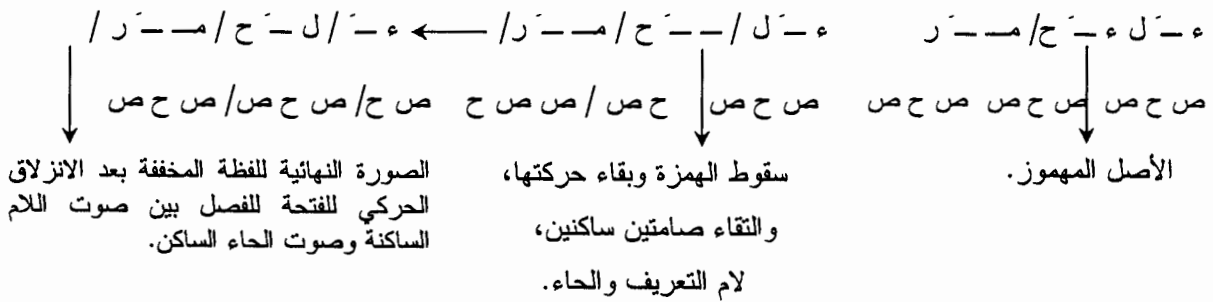 ء ـَـ ل ء ـَـ ح/ مـ ـَـ ر
ص ح ص ص ح ص ص ح ص
الأصل المهموز.
ء ـَـ ل / ـَـ ح / مـ ـَـ ر/
ص ح ص ح ص / ص ص ح
سقوط الهمزة وبقاء حركتها،
والتقاء صامتين ساكنين،
لام التعريف والحاء.
ء ـَـ / ل ـَـ ح / مـ ـَـ ر /
ص ح/ ص ح ص/ ص ح ص
الصورة النهائية للفظة المخففة بعد الانزلاق
الحركي للفتحة للفصل بين صوت اللام
الساكنة وصوت الحاء الساكن.